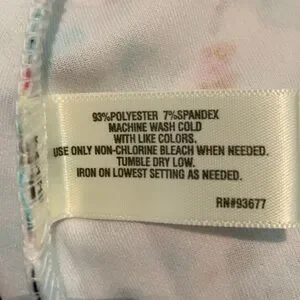 93%POLYESTER 7%SPANDEX
MACHINE WASH COLD
WITH LIKE COLORS.
USE ONLY NON-CHLORINE BLEACH WHEN NEEDED.
TUMBLE DRY LOW.
IRON ON LOWEST SETTING AS NEEDED.
RN#93677